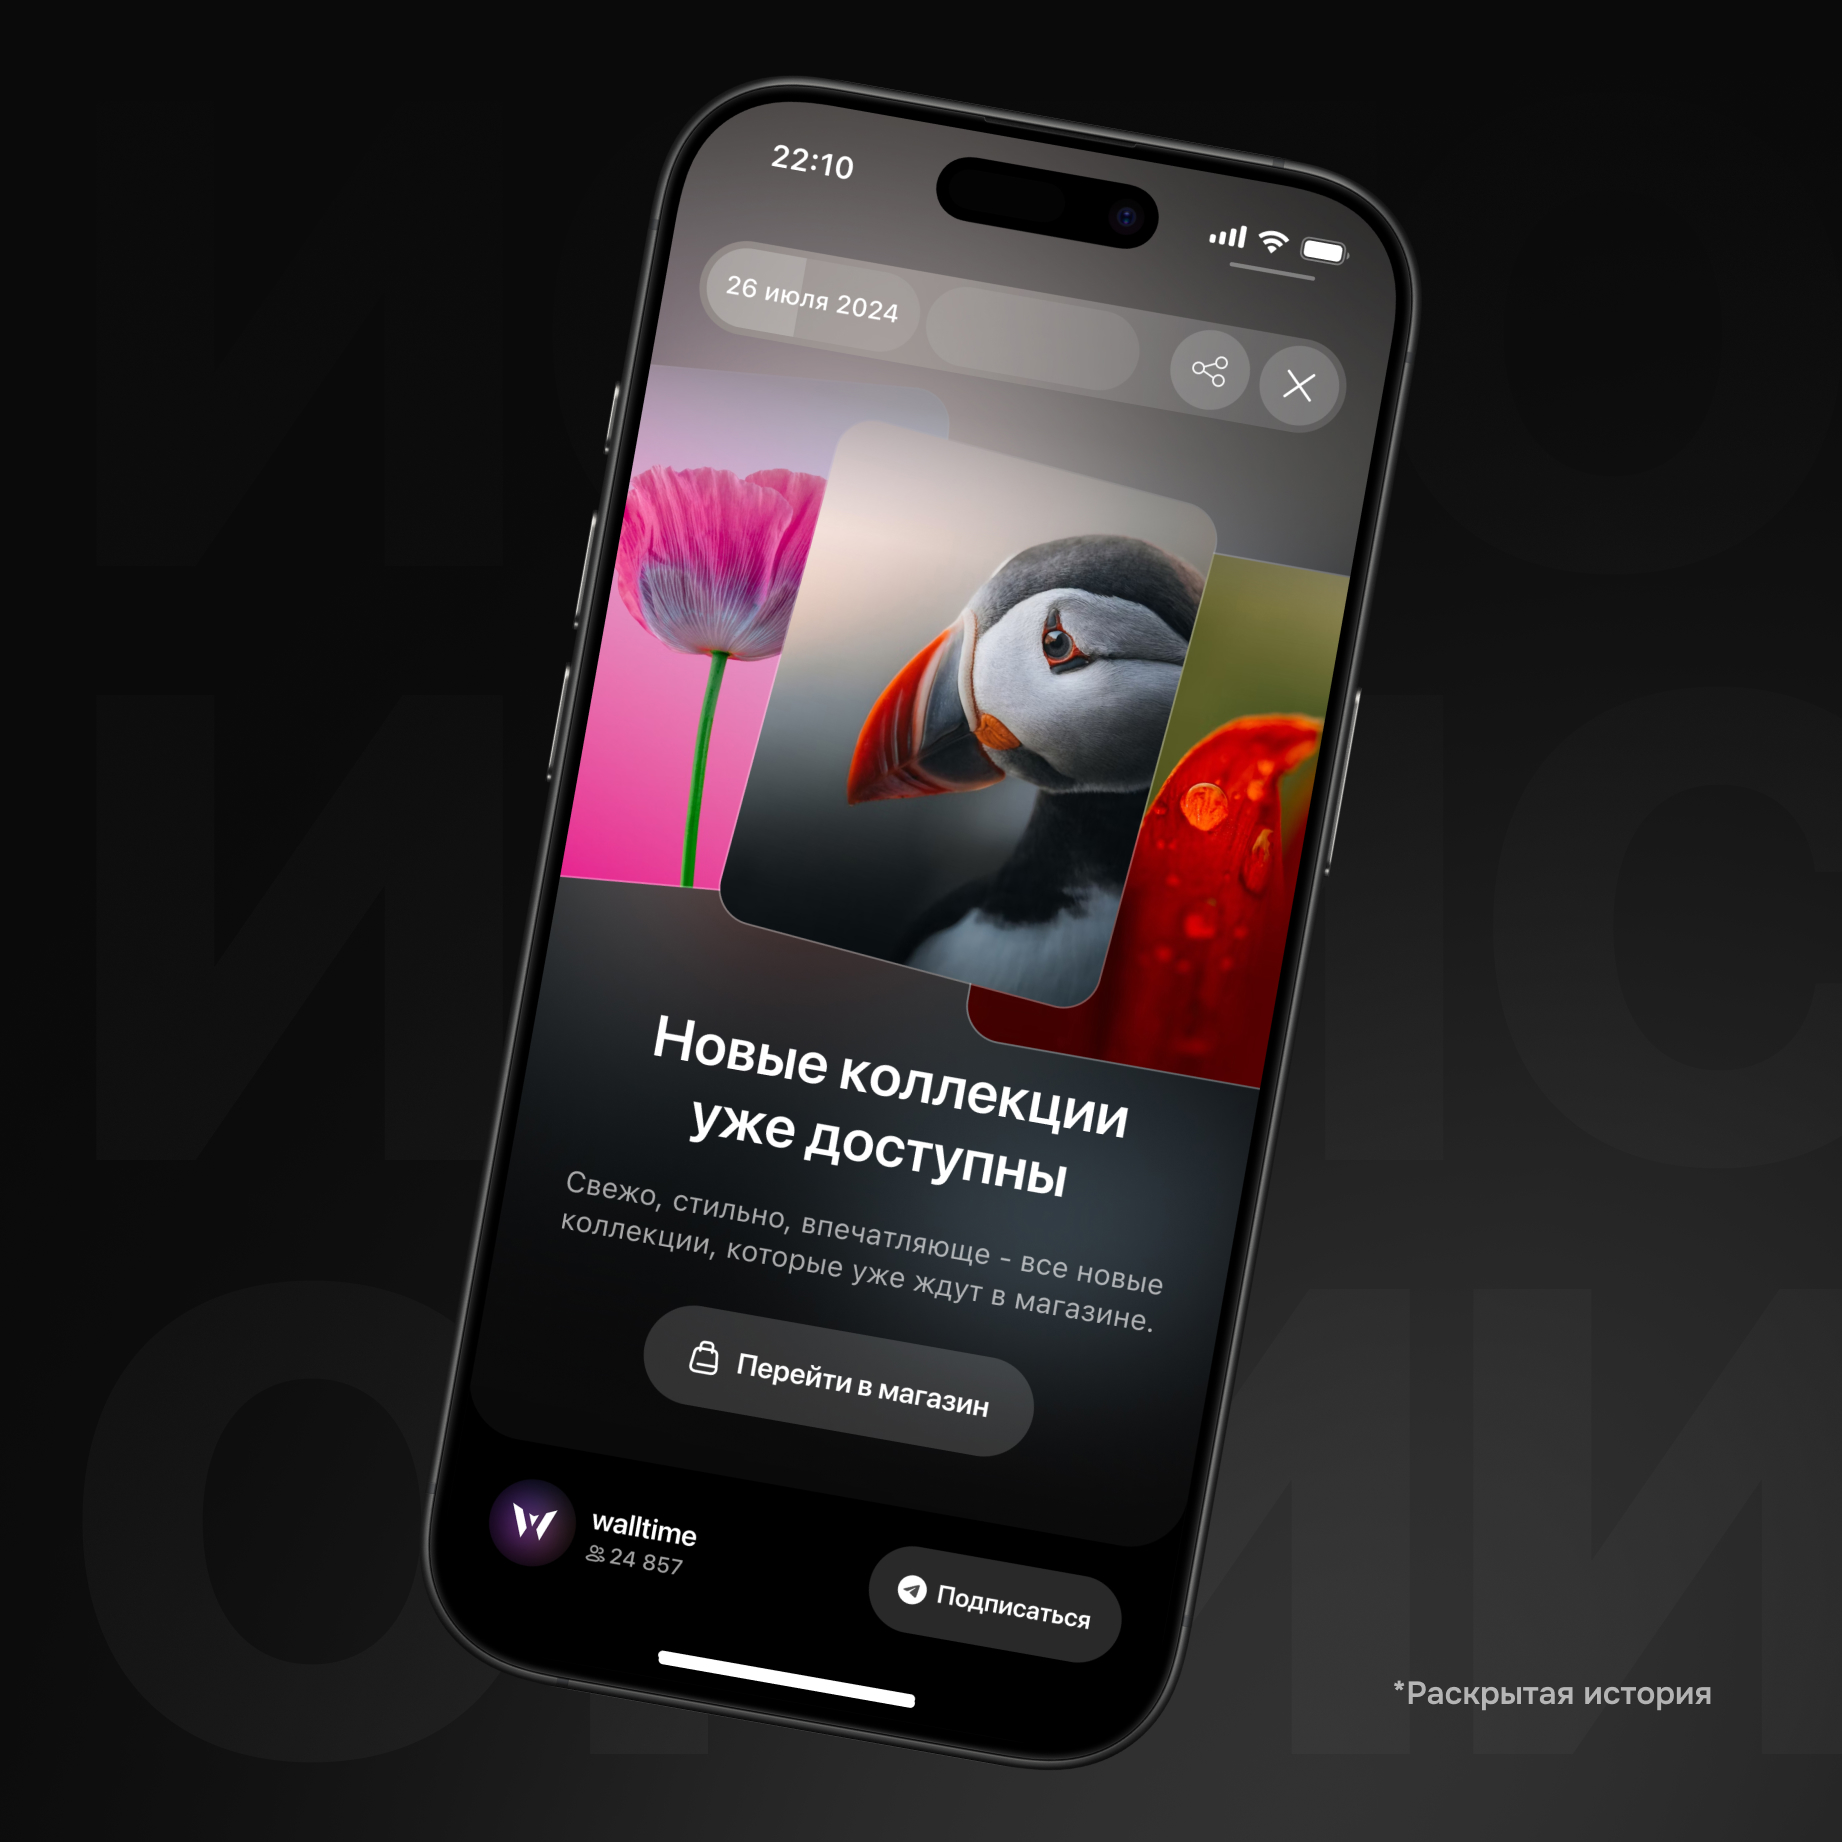 22:10
26 июля 2024
Новые коллекции
уже доступны
Свежо, стильно, впечатляюще - все новые
коллекции, которые уже ждут в магазине.
Перейти в магазин
walltime
24 857
Подписаться
*Раскрытая история